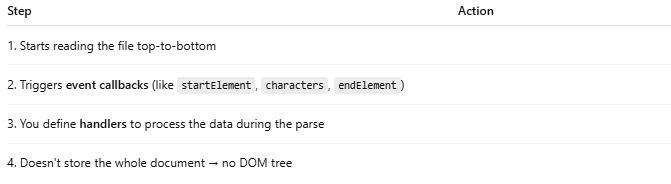 Step Action
1. Starts reading the file top-to-bottom
2. Triggers event callbacks (like startElement, characters, endElement)
3. You define handlers to process the data during the parse
4. Doesn't store the whole document → no DOM tree